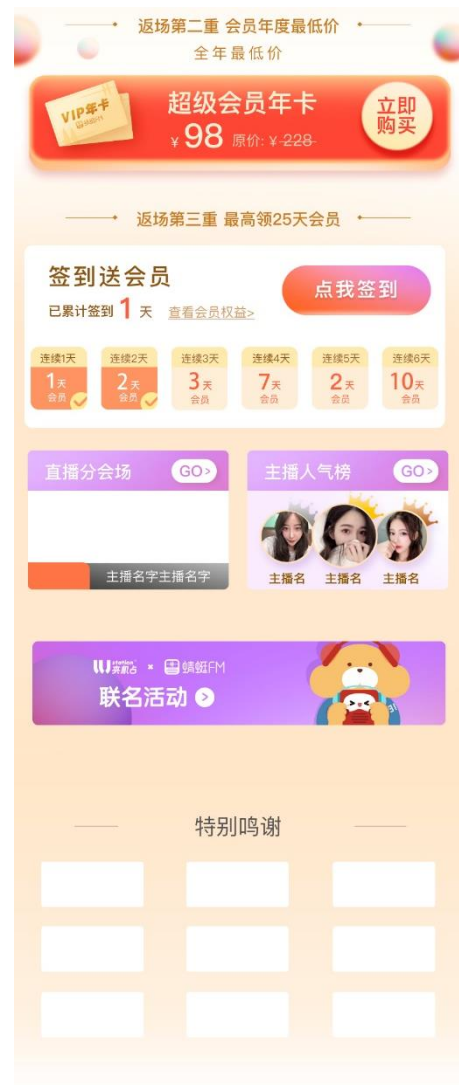 返场第二重 会员年度最低价
全年最低价
VIP年卡
超级会员年卡
¥98 原价: ¥-228-
立即
购买
返场第三重 最高领25天会员
签到送会员
已累计签到 1 天 查看会员权益>
点我签到
连续1天 连续2天 连续3天 连续4天 连续5天 连续6天
1天 2天 3天 7天 2天 10天
会员 会员 会员 会员 会员 会员
直播分会场 GO>
主播人气榜 GO>
主播名字主播名字
主播名 主播名 主播名
蜻蜓FM
联名活动
特别鸣谢